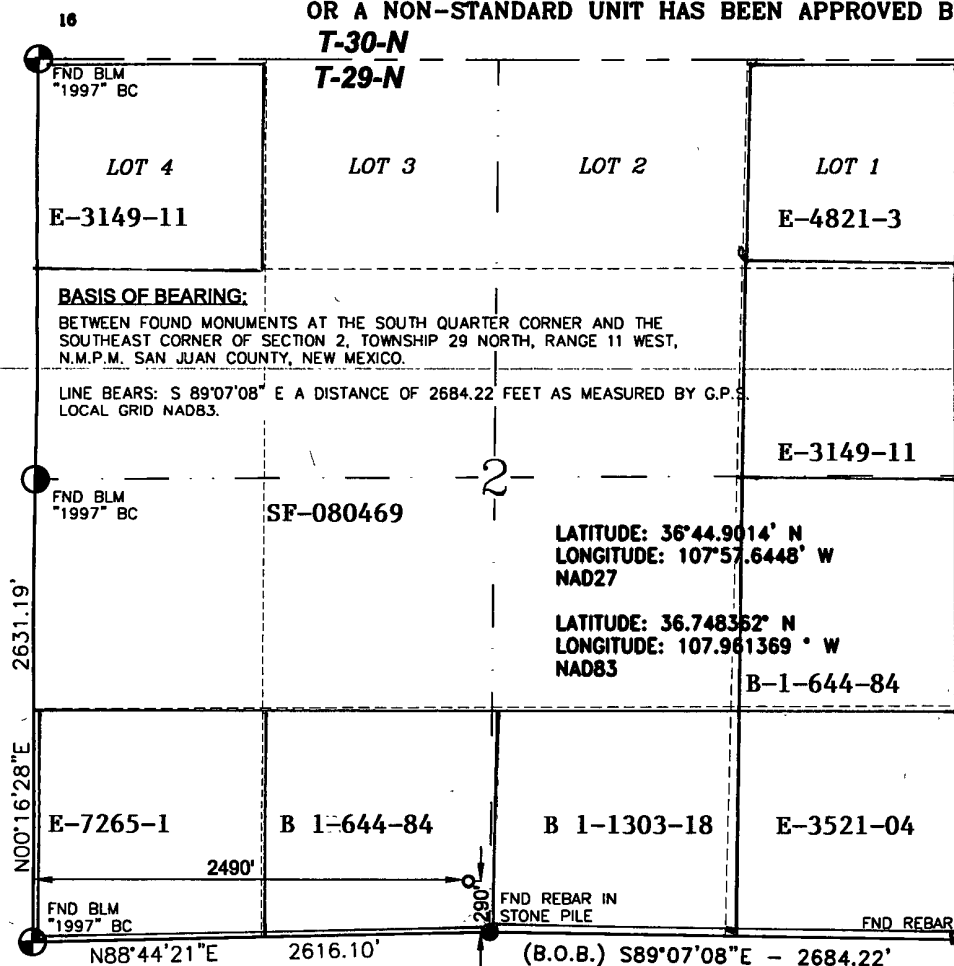 OR A NON-STANDARD UNIT HAS BEEN APPROVED B
16
T-30-N
T-29-N
FND BLM
"1997" BC
LOT 4
LOT 3
LOT 2
LOT 1
E-3149-11
E-4821-3
BASIS OF BEARING:
BETWEEN FOUND MONUMENTS AT THE SOUTH QUARTER CORNER AND THE
SOUTHEAST CORNER OF SECTION 2, TOWNSHIP 29 NORTH, RANGE 11 WEST,
N.M.P.M. SAN JUAN COUNTY, NEW MEXICO.
LINE BEARS: S 89°07'08" E A DISTANCE OF 2684.22 FEET AS MEASURED BY G.P.S.
LOCAL GRID NAD83.
E-3149-11
2
FND BLM
"1997" BC
SF-080469
LATITUDE: 36°44.9014' N
LONGITUDE: 107°57.6448' W
NAD27
LATITUDE: 36.748362° N
LONGITUDE: 107.961369 ° W
NAD83
2631.19'
B-1-644-84
N00°16'28"E
E-7265-1
B 1-644-84
B 1-1303-18
E-3521-04
2490'
290'
FND REBAR IN
STONE PILE
FND BLM
"1997" BC
FND REBAR
N88°44'21"E
2616.10'
(B.O.B.) S89°07'08"E - 2684.22'